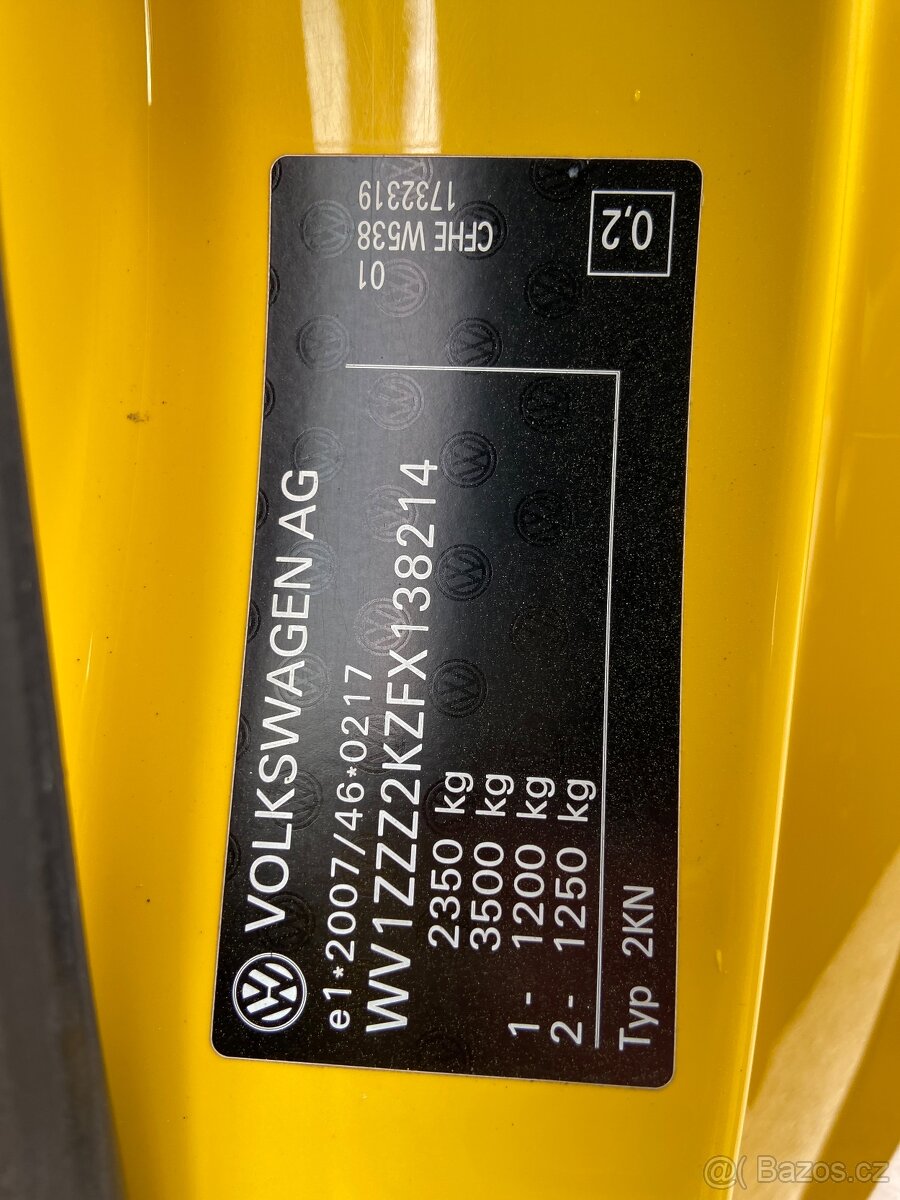 VOLKSWAGEN AG
e1*2007/46*0217
WV1ZZZ2KZFX138214
2350 kg
3500 kg
1- 1200 kg
2- 1250 kg
Typ 2KN
01
CFHE W538
1732319
0,2
@( Bazos.cz